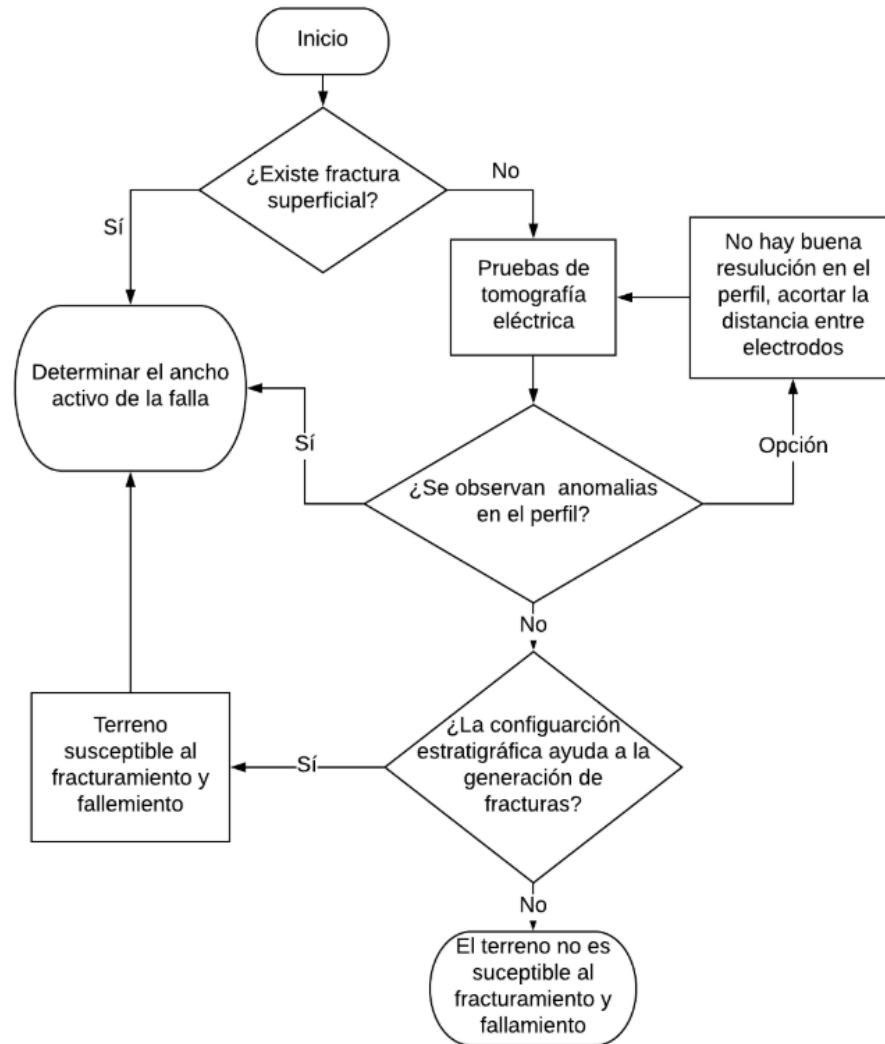 Inicio
¿Existe fractura
superficial?
No
Sí
Pruebas de
tomografía
eléctrica
No hay buena
resulución en el
perfil, acortar la
distancia entre
electrodos
Determinar el ancho
activo de la falla
Sí
Opción
¿Se observan anomalias
en el perfil?
No
Terreno
susceptible al
fracturamiento y
fallemiento
Sí
¿La configuarción
estratigráfica ayuda a la
generación de
fracturas?
No
El terreno no es
suceptible al
fracturamiento y
fallamiento